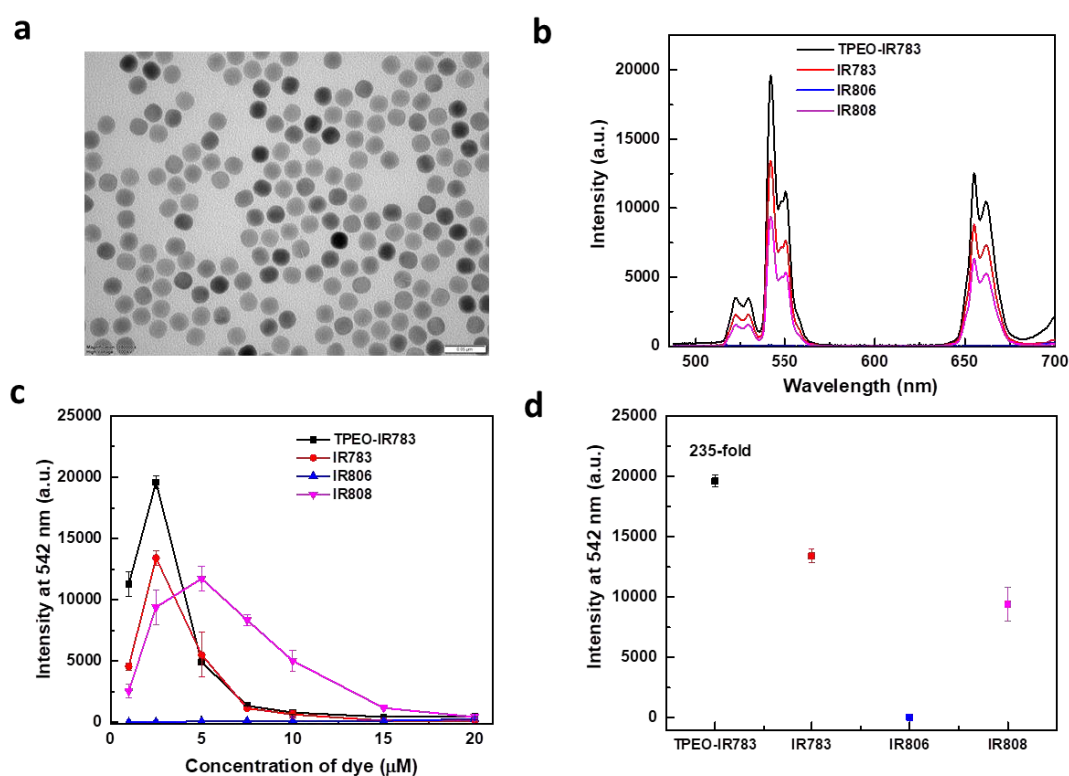 a
b
TPEO-IR783
IR783
IR806
IR808
20000
15000
10000
5000
0
Intensity (a.u.)
500 550 600 650 700
Wavelength (nm)
c
TPEO-IR783
IR783
IR806
IR808
25000
20000
15000
10000
5000
0
Intensity at 542 nm (a.u.)
0 5 10 15 20
Concentration of dye (μM)
d
235-fold
25000
20000
15000
10000
5000
0
Intensity at 542 nm (a.u.)
TPEO-IR783 IR783 IR806 IR808